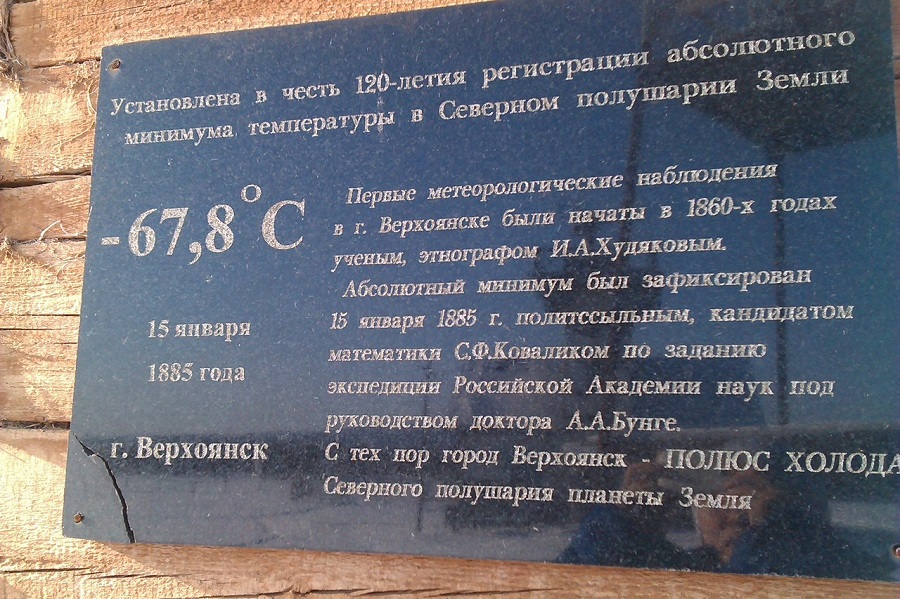 Установлена в честь 120-летия регистрации абсолютного
минимума температуры в Северном полушарии Земли
-67,8°С
15 января
1885 года
г. Верхоянск
Первые метеорологические наблюдения
в г. Верхоянске были начаты в 1860-х годах
ученым, этнографом И.А.Худяковым.
Абсолютный минимум был зафиксирован
15 января 1885 г. политссыльным, кандидатом
математики С.Ф.Коваликом по заданию
экспедиции Российской Академии наук под
руководством доктора А.А.Бунге.
С тех пор город Верхоянск - ПОЛЮС ХОЛОДА
Северного полушария планеты Земля